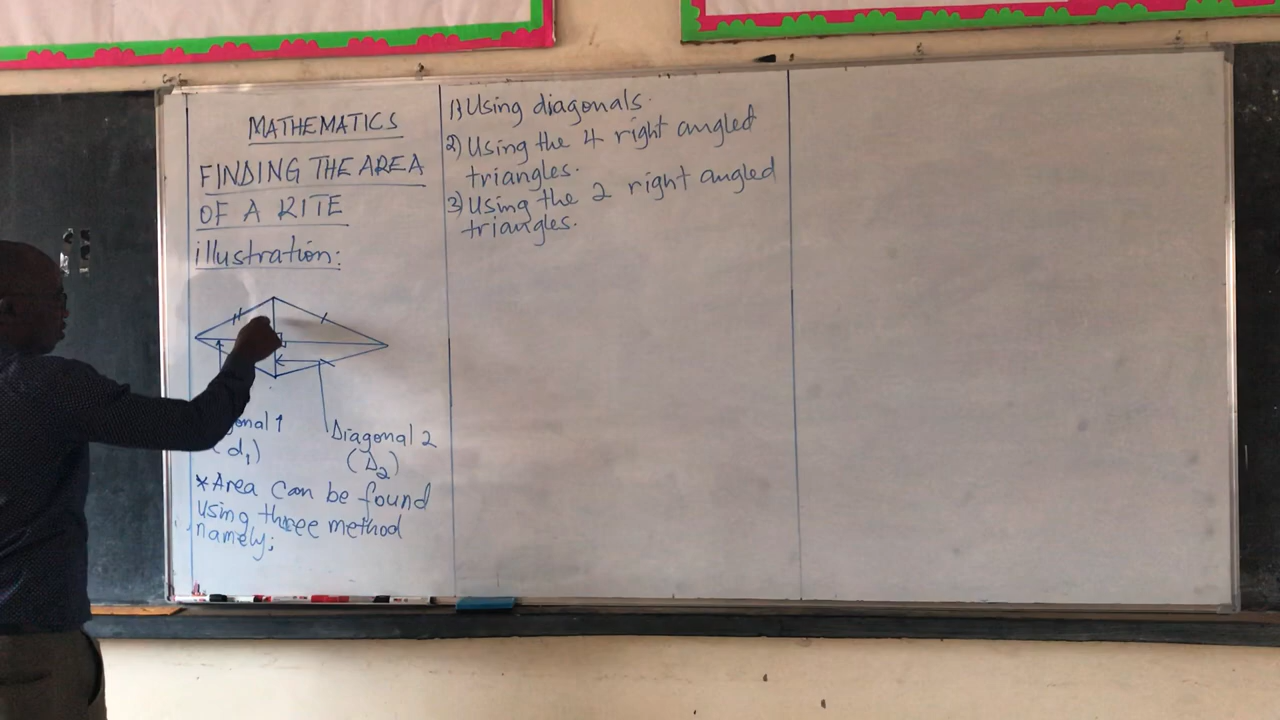 MATHEMATICS
FINDING THE AREA
OF A KITE
illustration:
Diagonal 2
(d₁)
(D₂)
*Area can be found
using three method
namely;
1) Using diagonals.
2) Using the 4 right angled
triangles.
3) Using the 2 right angled
triangles.